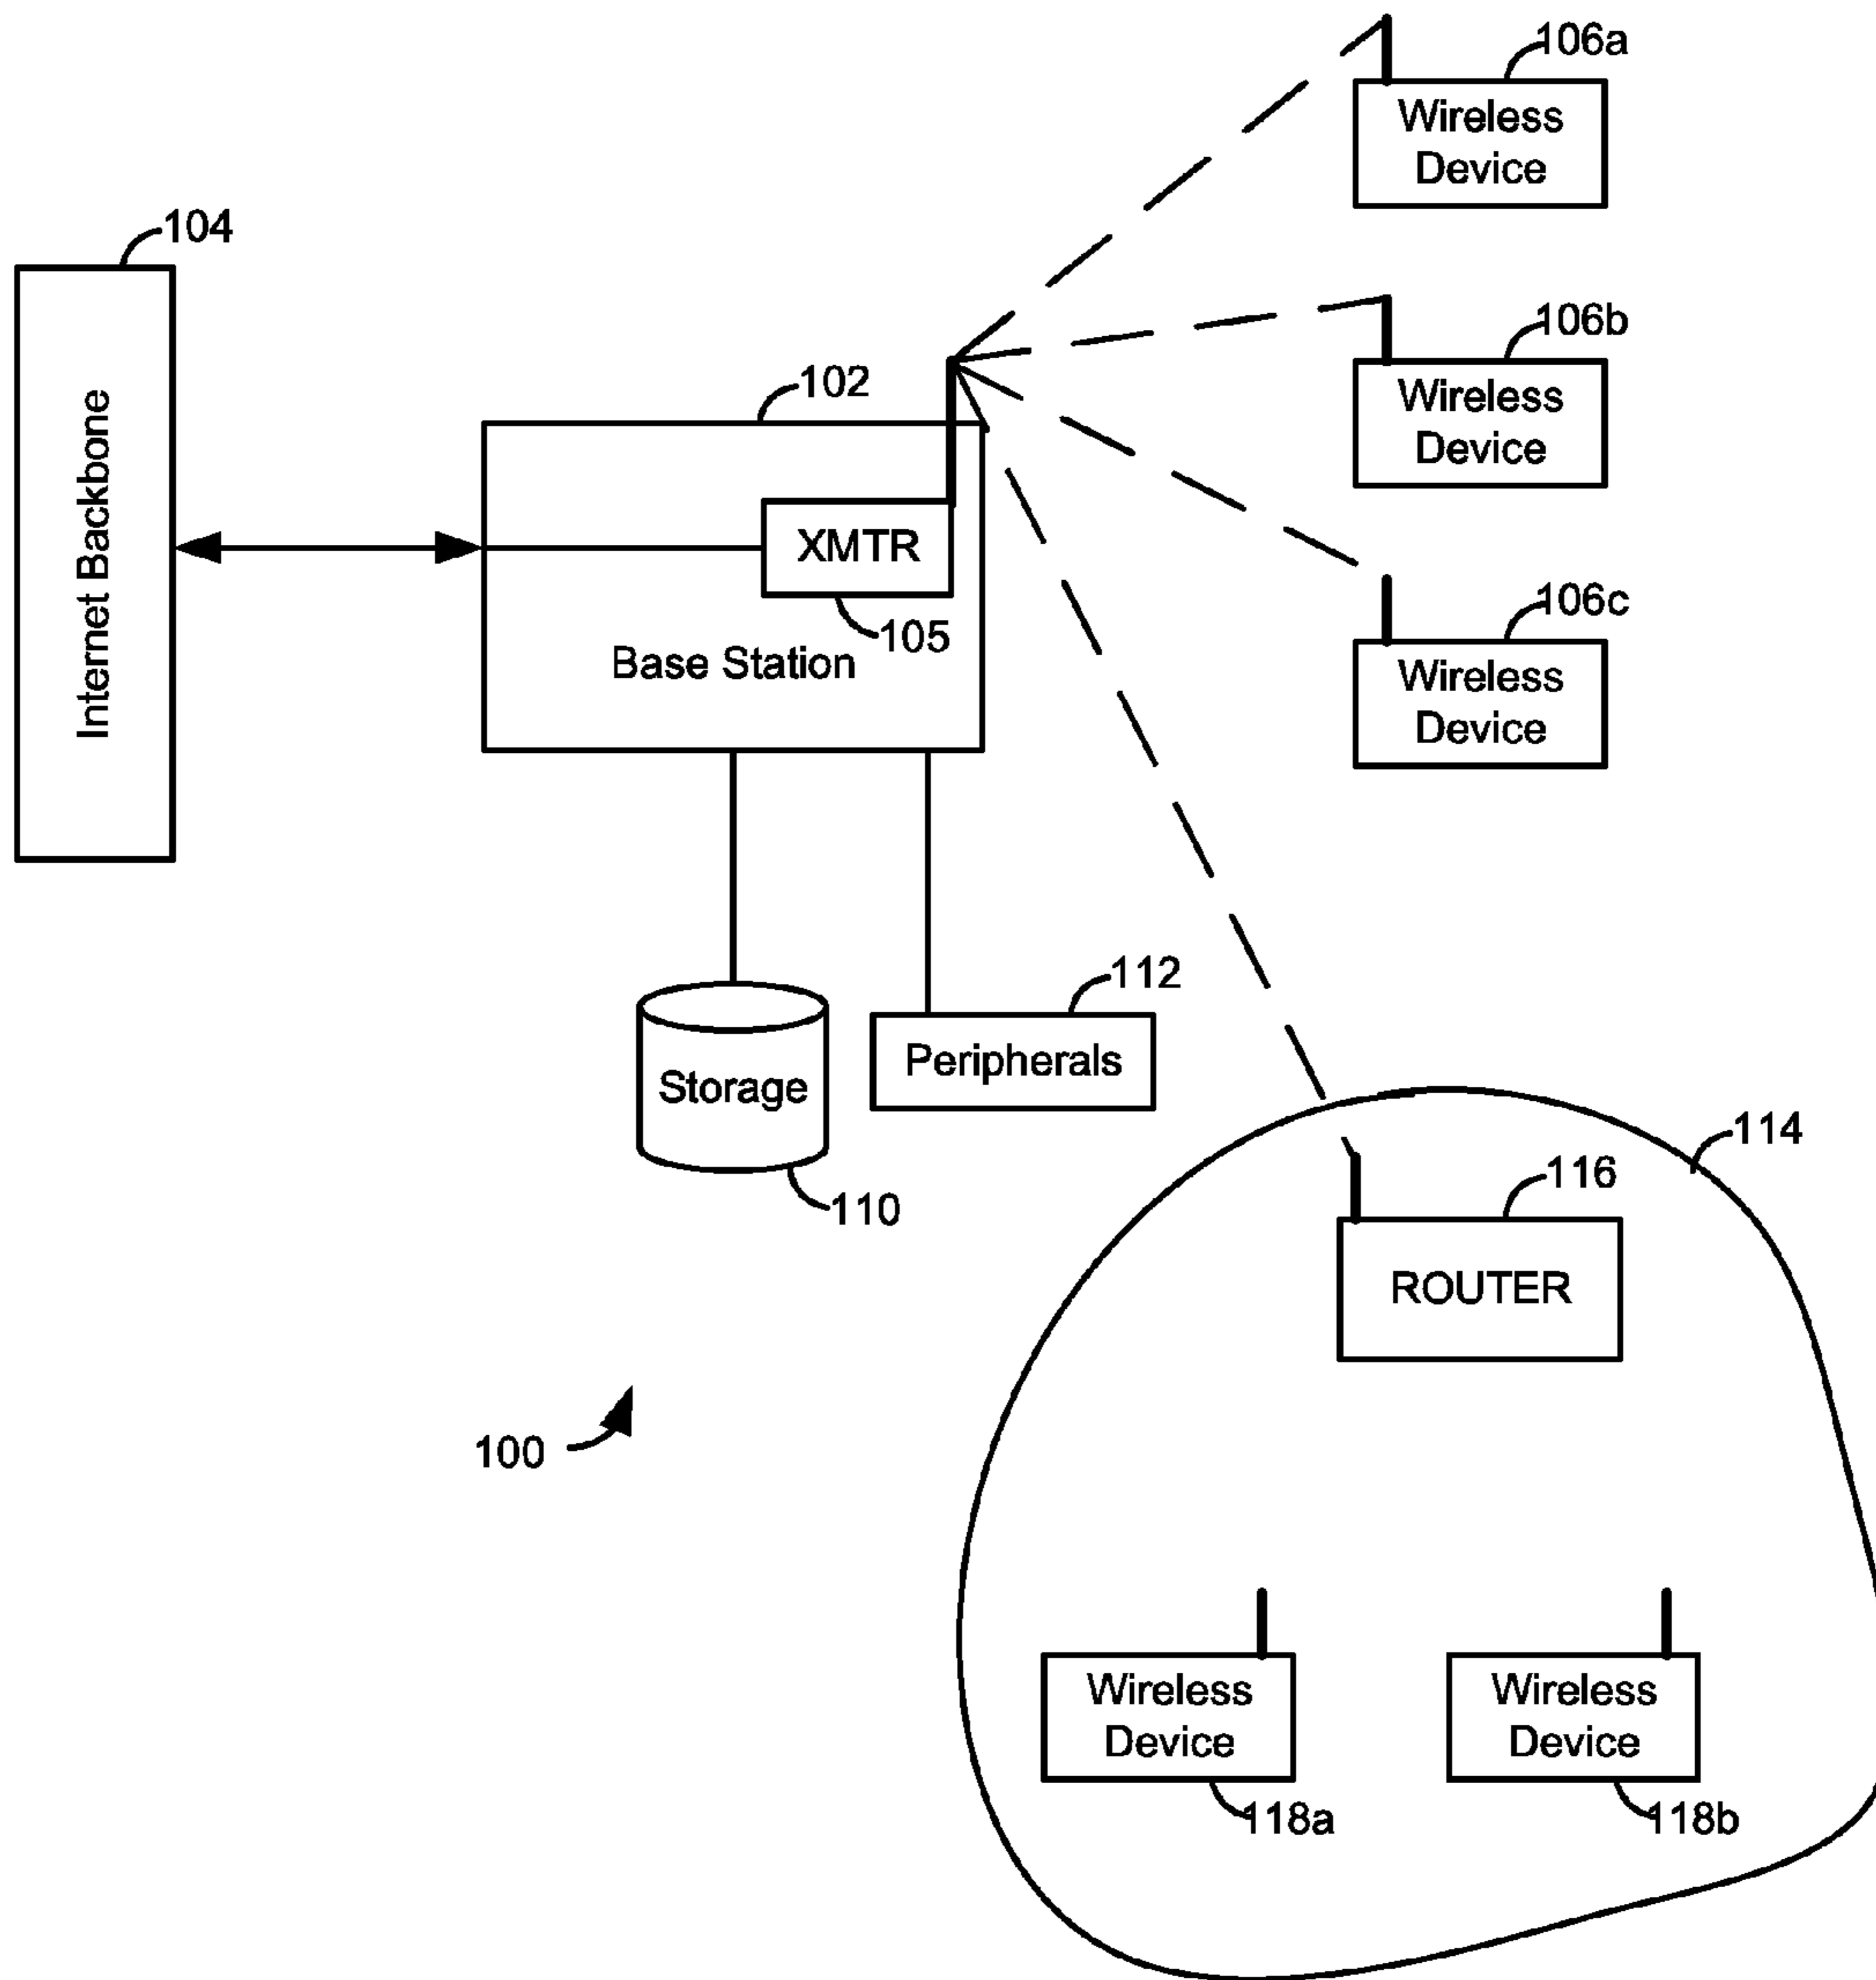 106a
Wireless
Device
104
Internet Backbone
106b
Wireless
Device
102
XMTR
105
Base Station
106c
Wireless
Device
112
Peripherals
Storage
110
114
116
ROUTER
100
Wireless
Device
118a
Wireless
Device
118b